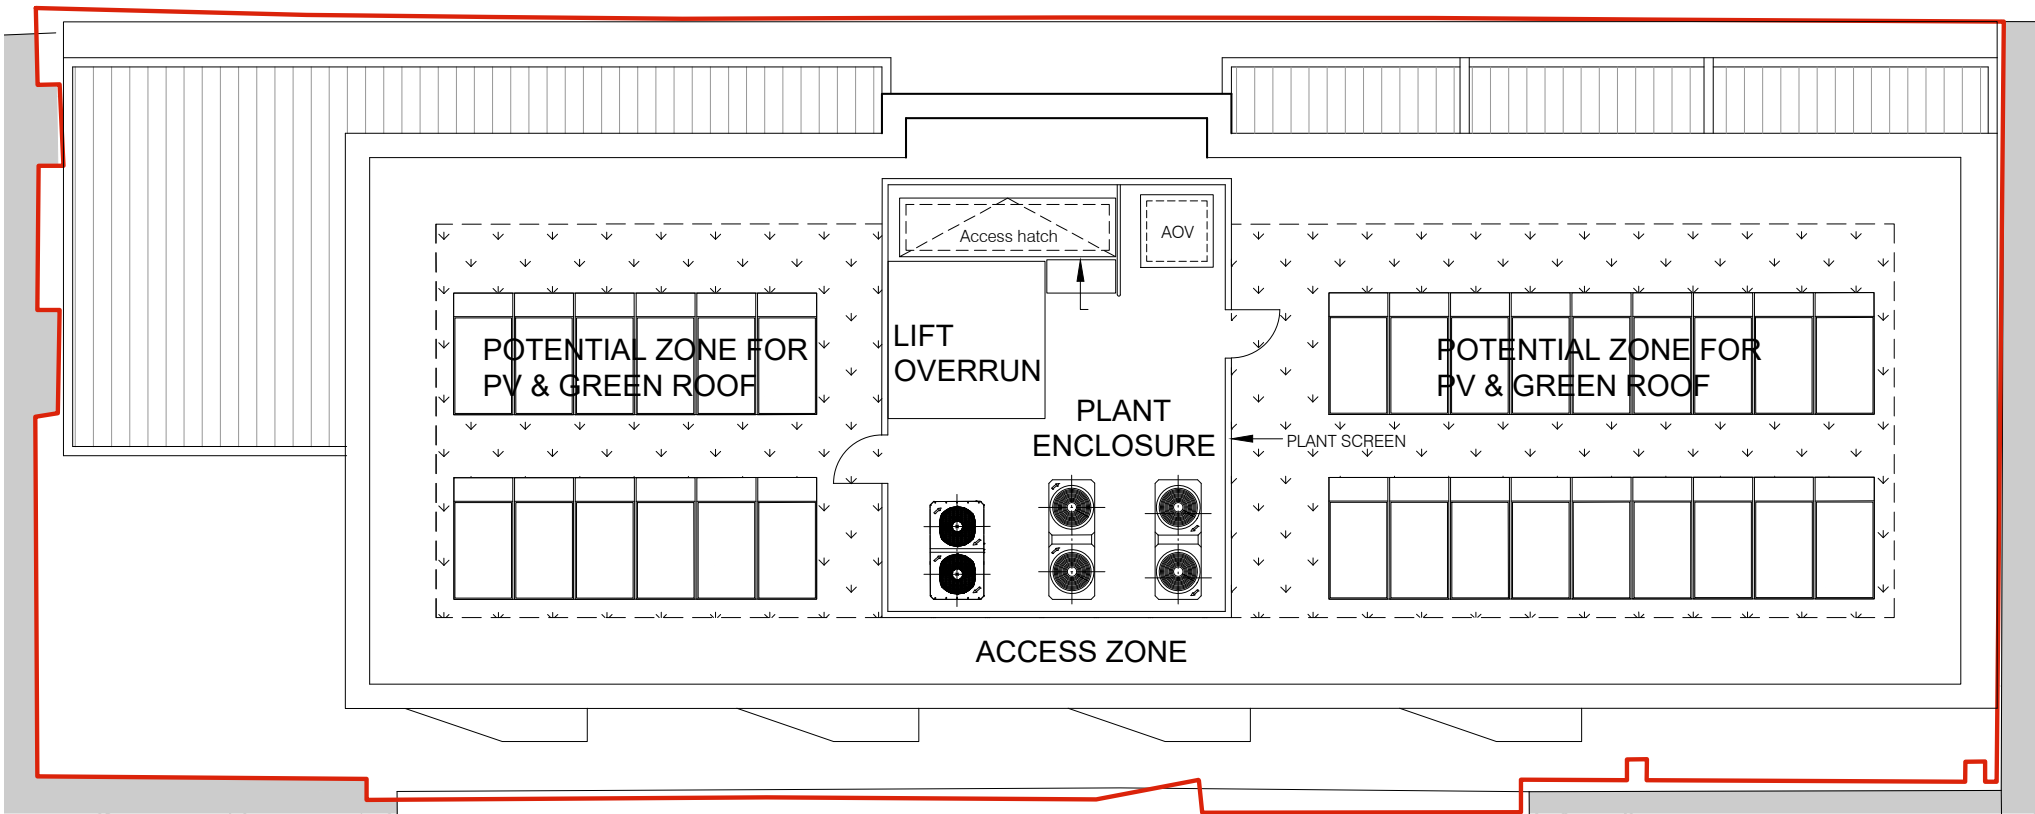 Access hatch
AOV
POTENTIAL ZONE FOR
PV & GREEN ROOF
LIFT
OVERRUN
POTENTIAL ZONE FOR
PV & GREEN ROOF
PLANT
ENCLOSURE
PLANT SCREEN
ACCESS ZONE